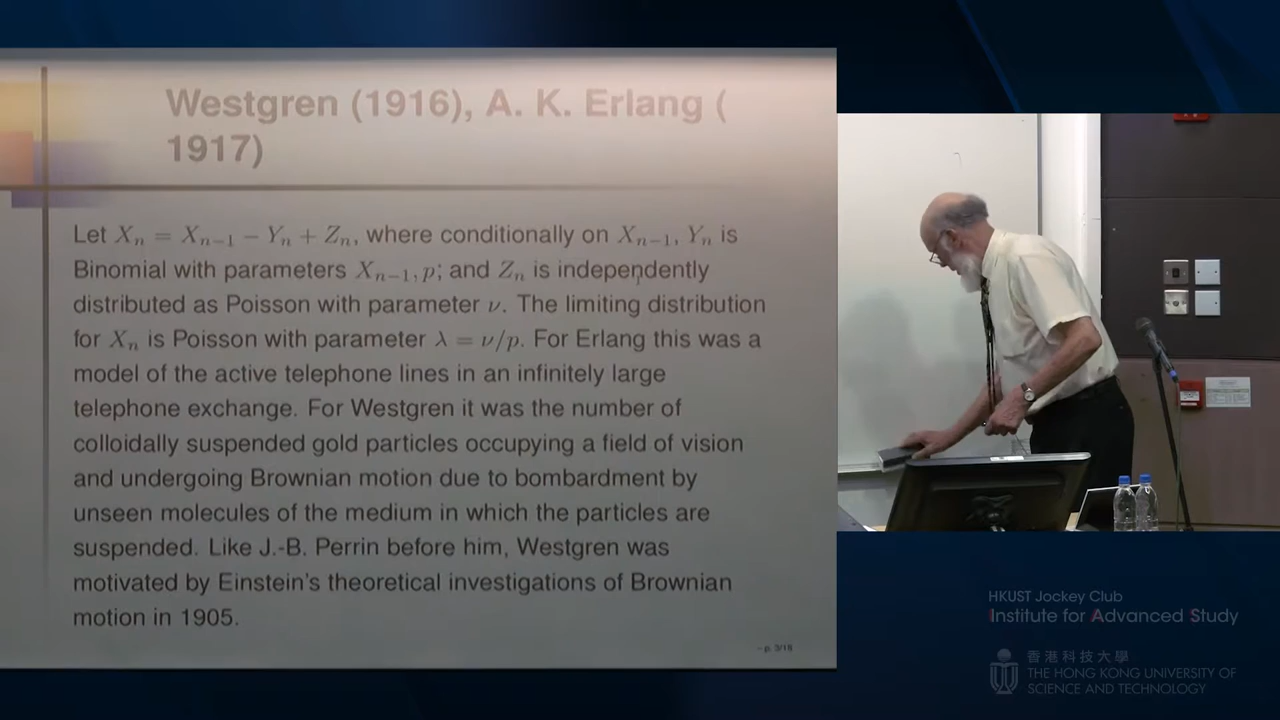 Westgren (1916), A. K. Erlang (
1917)
Let Xₙ = Xₙ₋₁ − Yₙ + Zₙ, where conditionally on Xₙ₋₁, Yₙ is
Binomial with parameters Xₙ₋₁, p; and Zₙ is independently
distributed as Poisson with parameter ν. The limiting distribution
for Xₙ is Poisson with parameter λ = ν/p. For Erlang this was a
model of the active telephone lines in an infinitely large
telephone exchange. For Westgren it was the number of
colloidally suspended gold particles occupying a field of vision
and undergoing Brownian motion due to bombardment by
unseen molecules of the medium in which the particles are
suspended. Like J.-B. Perrin before him, Westgren was
motivated by Einstein's theoretical investigations of Brownian
motion in 1905.
– p. 3/18
HKUST Jockey Club
Institute for Advanced Study
香港科技大學
THE HONG KONG UNIVERSITY OF
SCIENCE AND TECHNOLOGY